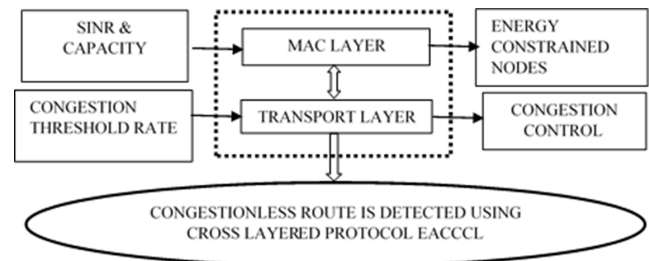 SINR &
CAPACITY
MAC LAYER
ENERGY
CONSTRAINED
NODES
CONGESTION
THRESHOLD RATE
TRANSPORT LAYER
CONGESTION
CONTROL
CONGESTIONLESS ROUTE IS DETECTED USING
CROSS LAYERED PROTOCOL EACCCL